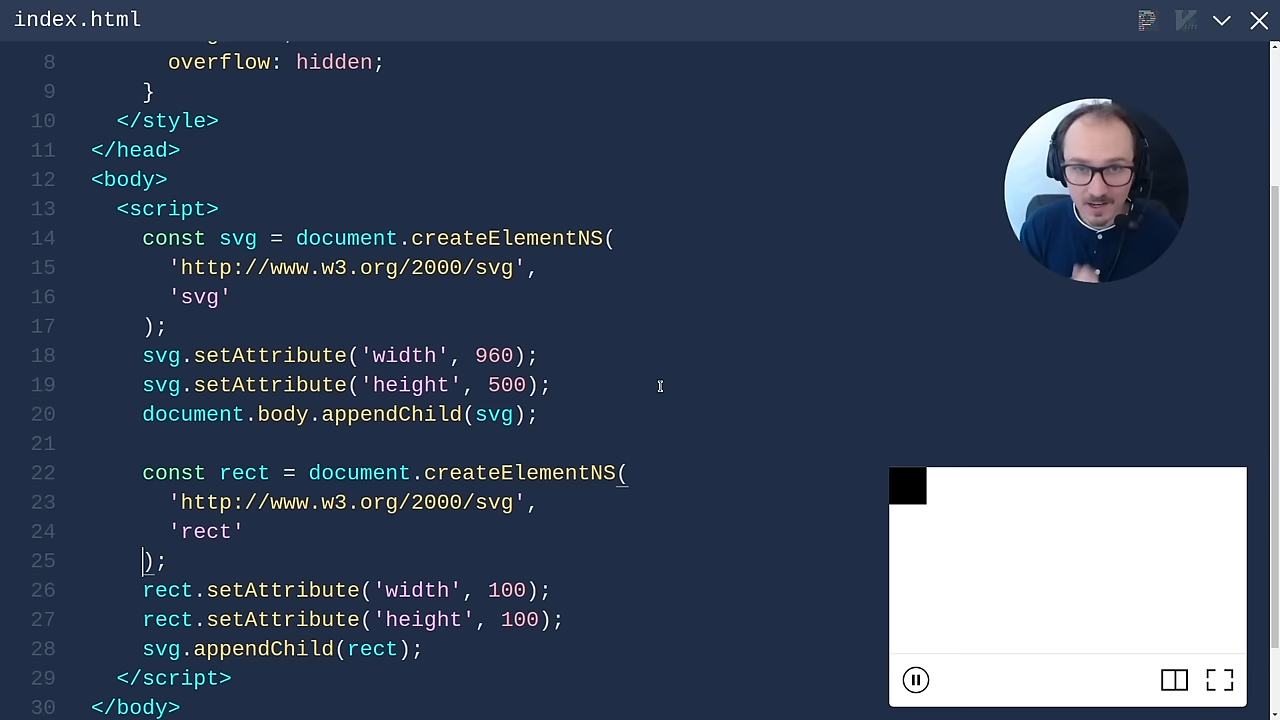 index.html
8 overflow: hidden;
9 }
10 </style>
11 </head>
12 <body>
13 <script>
14 const svg = document.createElementNS(
15 'http://www.w3.org/2000/svg',
16 'svg'
17 );
18 svg.setAttribute('width', 960);
19 svg.setAttribute('height', 500);
20 document.body.appendChild(svg);
21
22 const rect = document.createElementNS(
23 'http://www.w3.org/2000/svg',
24 'rect'
25 );
26 rect.setAttribute('width', 100);
27 rect.setAttribute('height', 100);
28 svg.appendChild(rect);
29 </script>
30 </body>